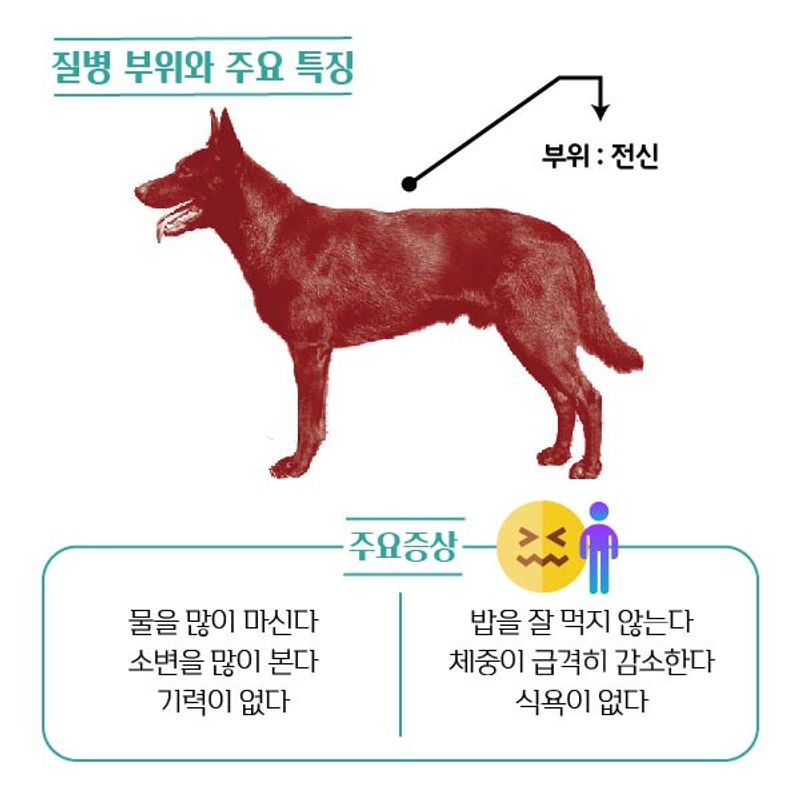 질병 부위와 주요 특징
부위 : 전신
주요증상
물을 많이 마신다
소변을 많이 본다
기력이 없다
밥을 잘 먹지 않는다
체중이 급격히 감소한다
식욕이 없다